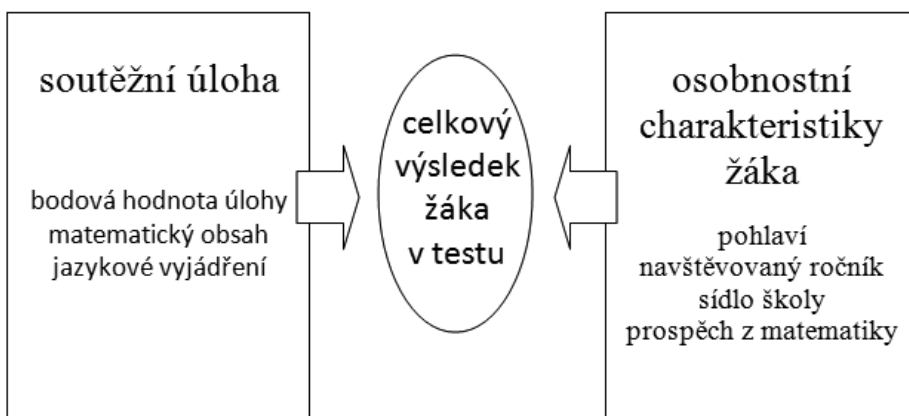 soutěžní úloha
bodová hodnota úlohy
matematický obsah
jazykové vyjádření
celkový
výsledek
žáka
v testu
osobnostní
charakteristiky
žáka
pohlaví
navštěvovaný ročník
sídlo školy
prospěch z matematiky